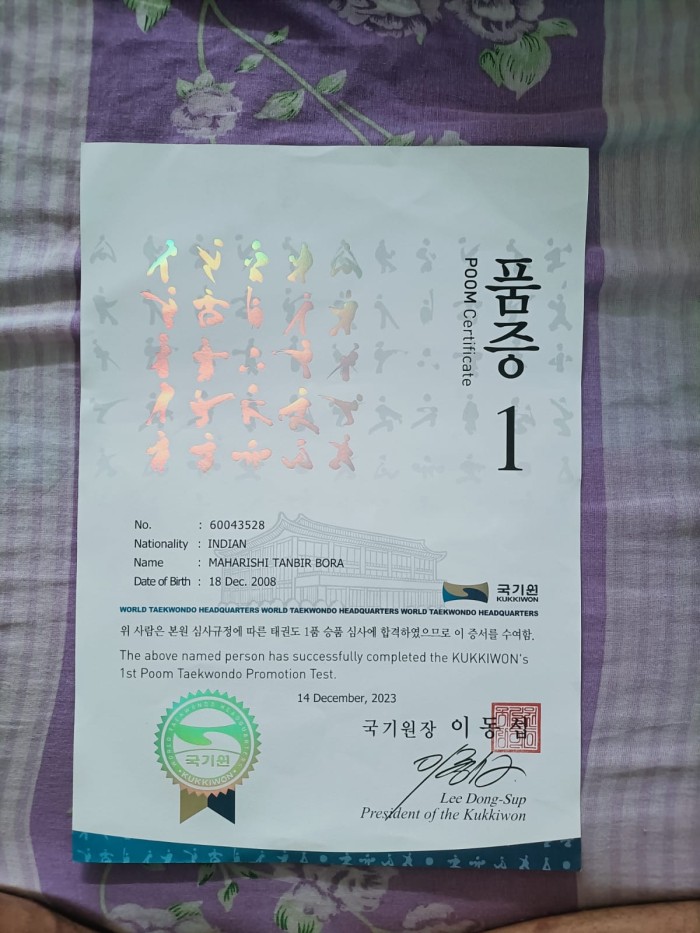 품증
POOM Certificate
1
No. : 60043528
Nationality : INDIAN
Name : MAHARISHI TANBIR BORA
Date of Birth : 18 Dec. 2008
국기원
KUKKIWON
WORLD TAEKWONDO HEADQUARTERS WORLD TAEKWONDO HEADQUARTERS WORLD TAEKWONDO HEADQUARTERS
위 사람은 본원 심사규정에 따른 태권도 1품 승품 심사에 합격하였으므로 이 증서를 수여함.
The above named person has successfully completed the KUKKIWON's
1st Poom Taekwondo Promotion Test.
14 December, 2023
국기원장 이동섭
Lee Dong-Sup
President of the Kukkiwon
WORLD TAEKWONDO HEADQUARTERS
국기원
KUKKIWON